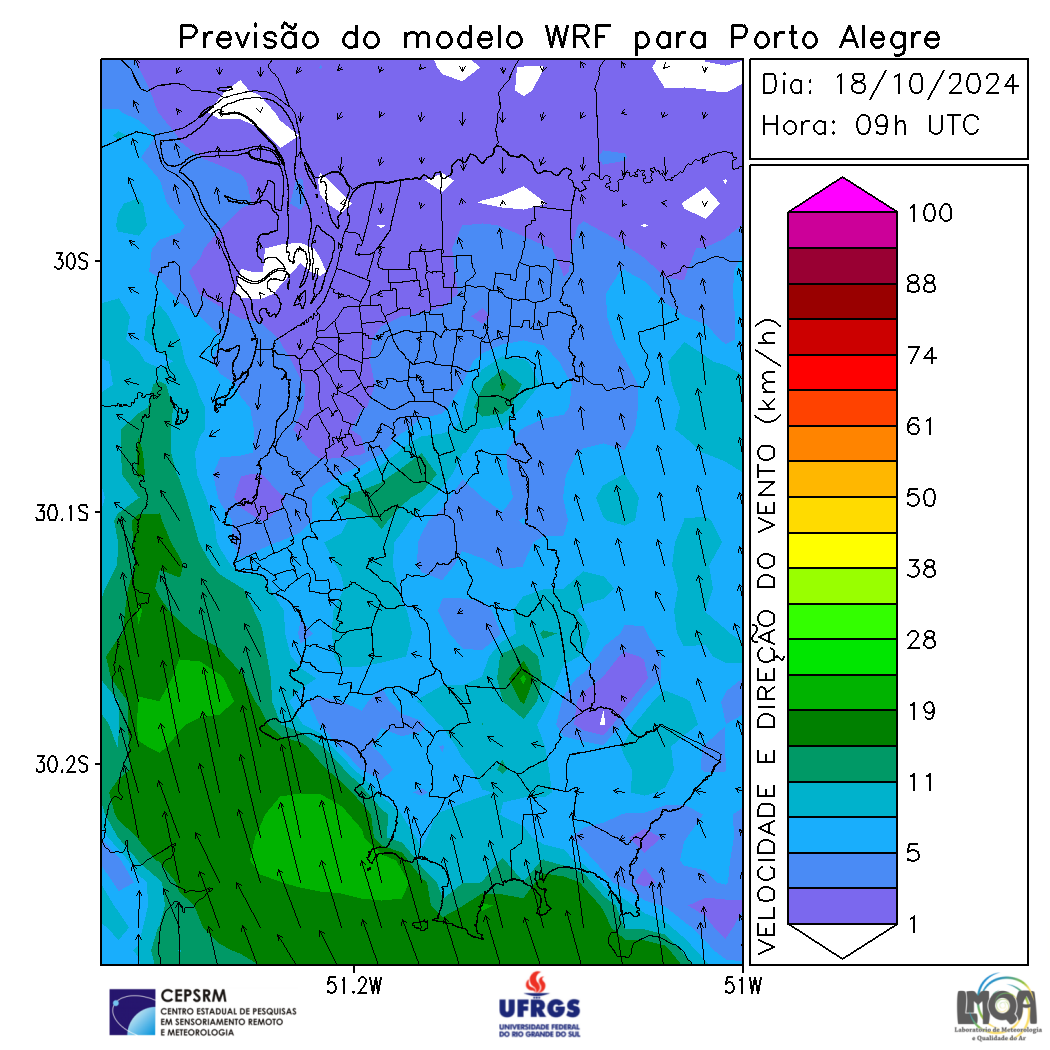 Previsão do modelo WRF para Porto Alegre
Dia: 18/10/2024
Hora: 09h UTC
30S
30.1S
30.2S
51.2W
51W
VELOCIDADE E DIREÇÃO DO VENTO (km/h)
100
88
74
61
50
38
28
19
11
5
1
CEPSRM
CENTRO ESTADUAL DE PESQUISAS
EM SENSORIAMENTO REMOTO
E METEOROLOGIA
UFRGS
UNIVERSIDADE FEDERAL
DO RIO GRANDE DO SUL
LMQA
Laboratório de Meteorologia
e Qualidade do Ar